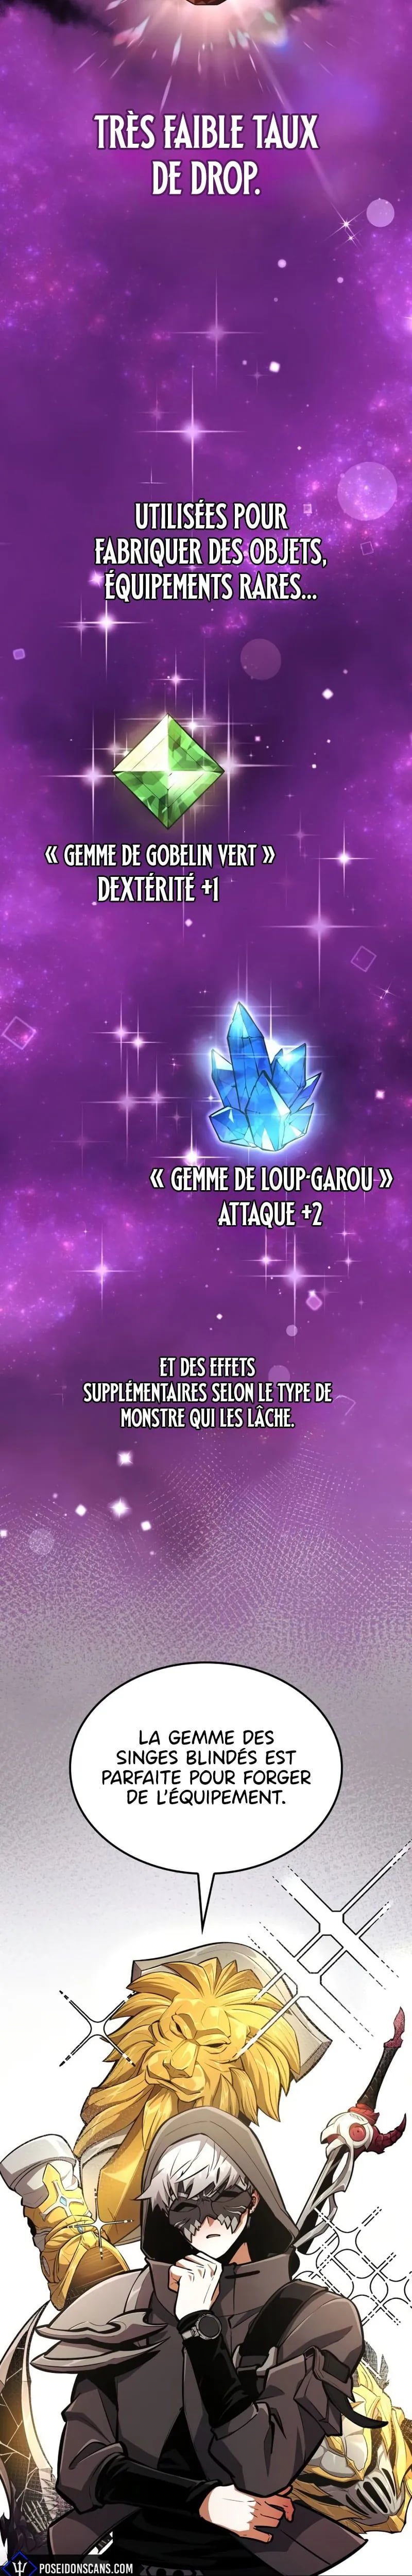 TRÈS FAIBLE TAUX
DE DROP.
UTILISÉES POUR
FABRIQUER DES OBJETS,
ÉQUIPEMENTS RARES...
« GEMME DE GOBELIN VERT »
DEXTÉRITÉ +1
« GEMME DE LOUP-GAROU »
ATTAQUE +2
ET DES EFFETS
SUPPLÉMENTAIRES SELON LE TYPE DE
MONSTRE QUI LES LÂCHE.
LA GEMME DES
SINGES BLINDÉS EST
PARFAITE POUR FORGER
DE L'ÉQUIPEMENT.
POSEIDONSCANS.COM